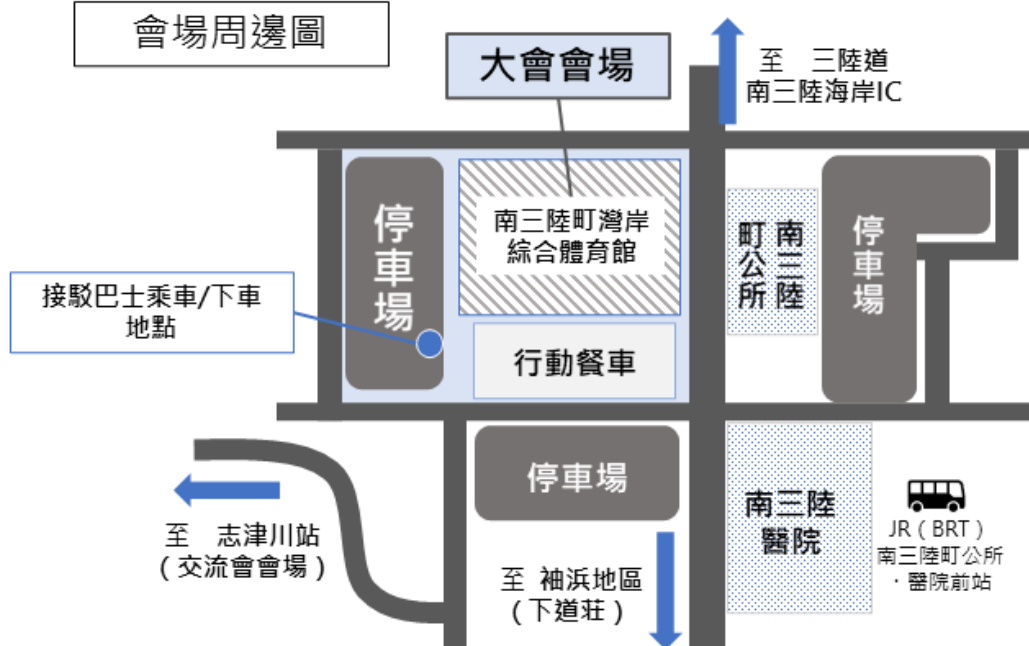 會場周邊圖
大會會場
至　三陸道
南三陸海岸IC
停車場
南三陸町灣岸
綜合體育館
南三陸
町公所
停車場
接駁巴士乘車/下車
地點
行動餐車
停車場
南三陸
醫院
JR（BRT）
南三陸町公所
・醫院前站
至　志津川站
（交流會會場）
至 袖浜地區
（下道荘）